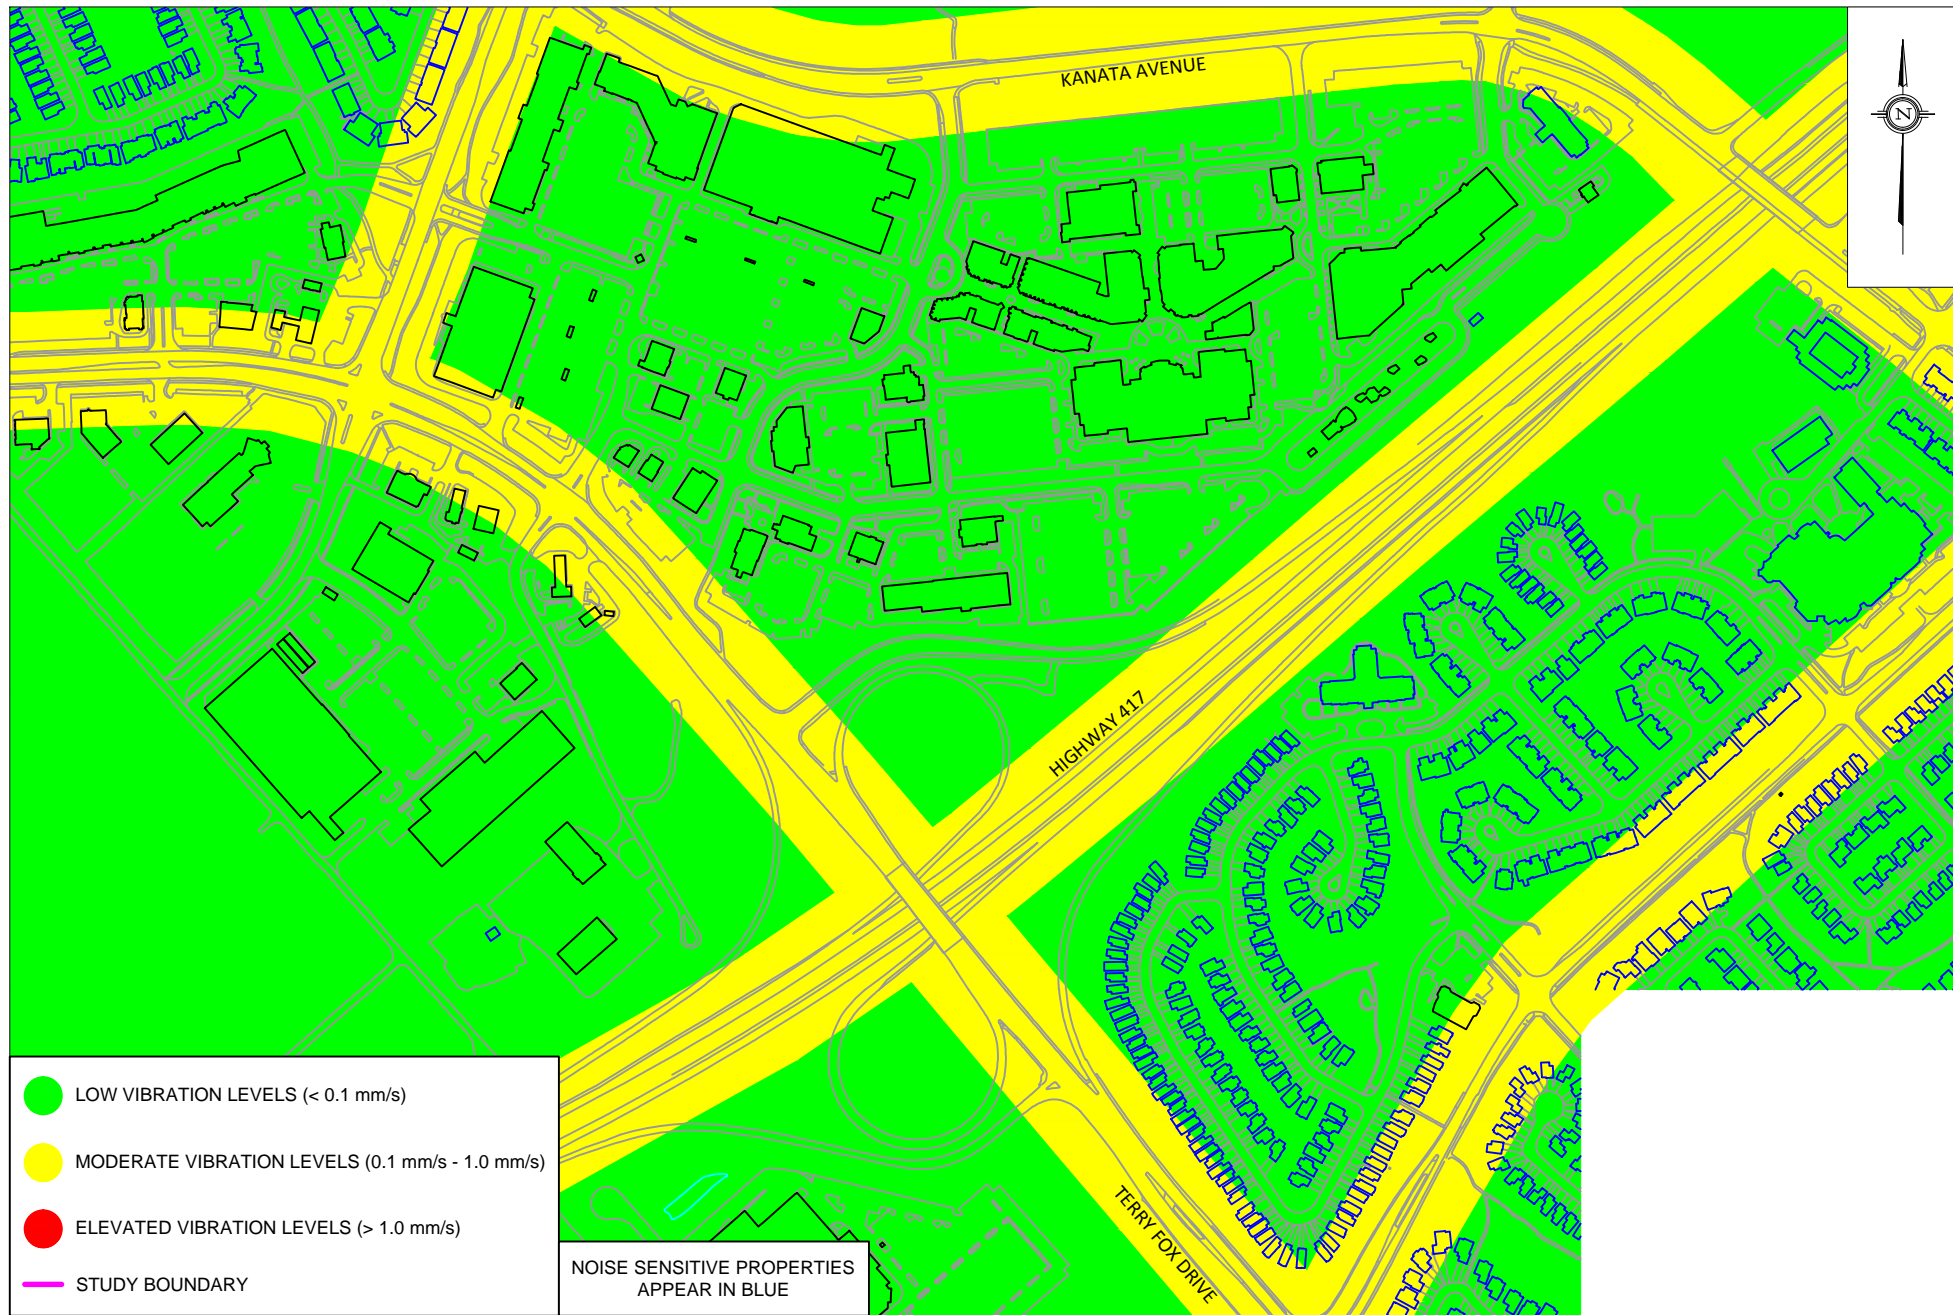 KANATA AVENUE
N
HIGHWAY 417
TERRY FOX DRIVE
LOW VIBRATION LEVELS (< 0.1 mm/s)
MODERATE VIBRATION LEVELS (0.1 mm/s - 1.0 mm/s)
ELEVATED VIBRATION LEVELS (> 1.0 mm/s)
STUDY BOUNDARY
NOISE SENSITIVE PROPERTIES
APPEAR IN BLUE